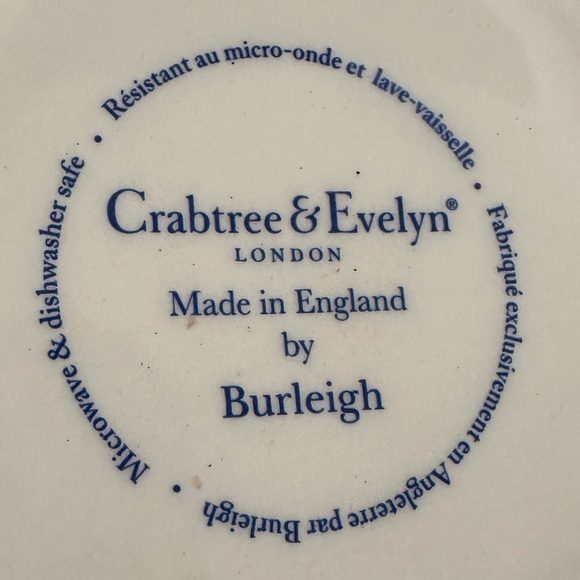 Crabtree & Evelyn®
LONDON
Made in England
by
Burleigh
Microwave & dishwasher safe • Résistant au micro-onde et lave-vaisselle • Fabriqué exclusivement en Angleterre par Burleigh •